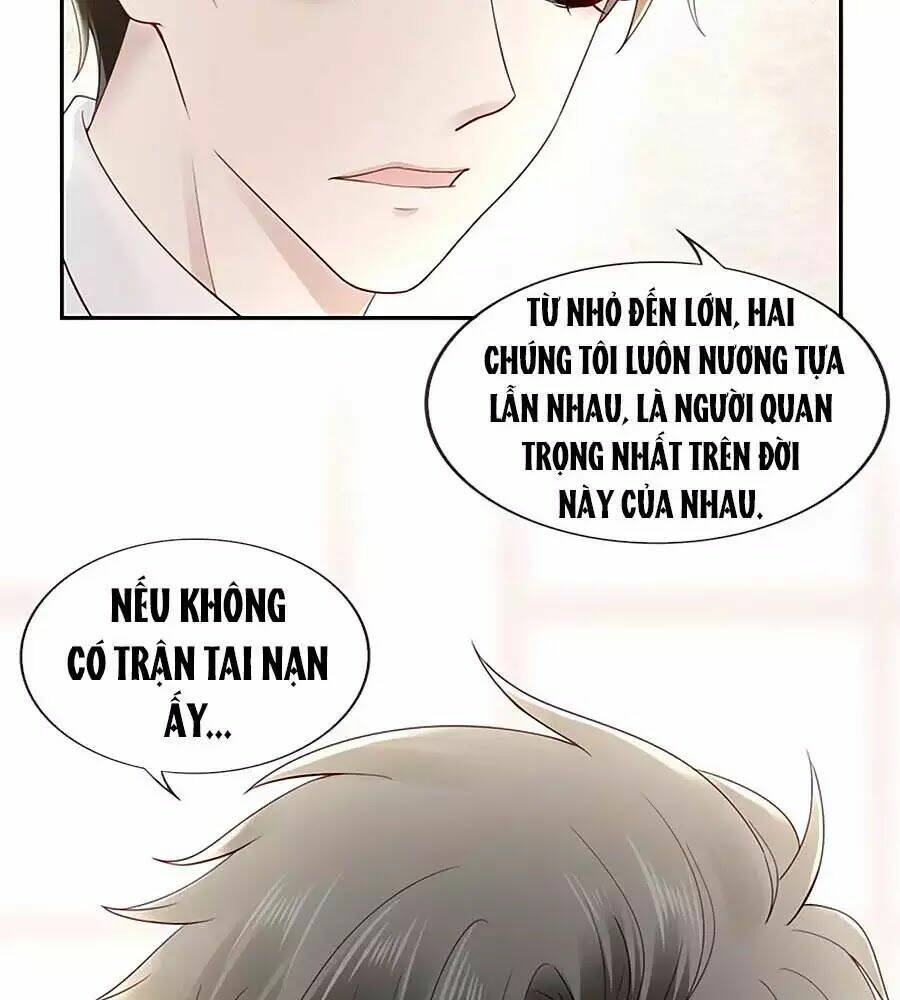 TỪ NHỎ ĐẾN LỚN, HAI
CHÚNG TÔI LUÔN NƯƠNG TỰA
LẪN NHAU, LÀ NGƯỜI QUAN
TRỌNG NHẤT TRÊN ĐỜI
NÀY CỦA NHAU.
NẾU KHÔNG
CÓ TRẬN TAI NẠN
ẤY...